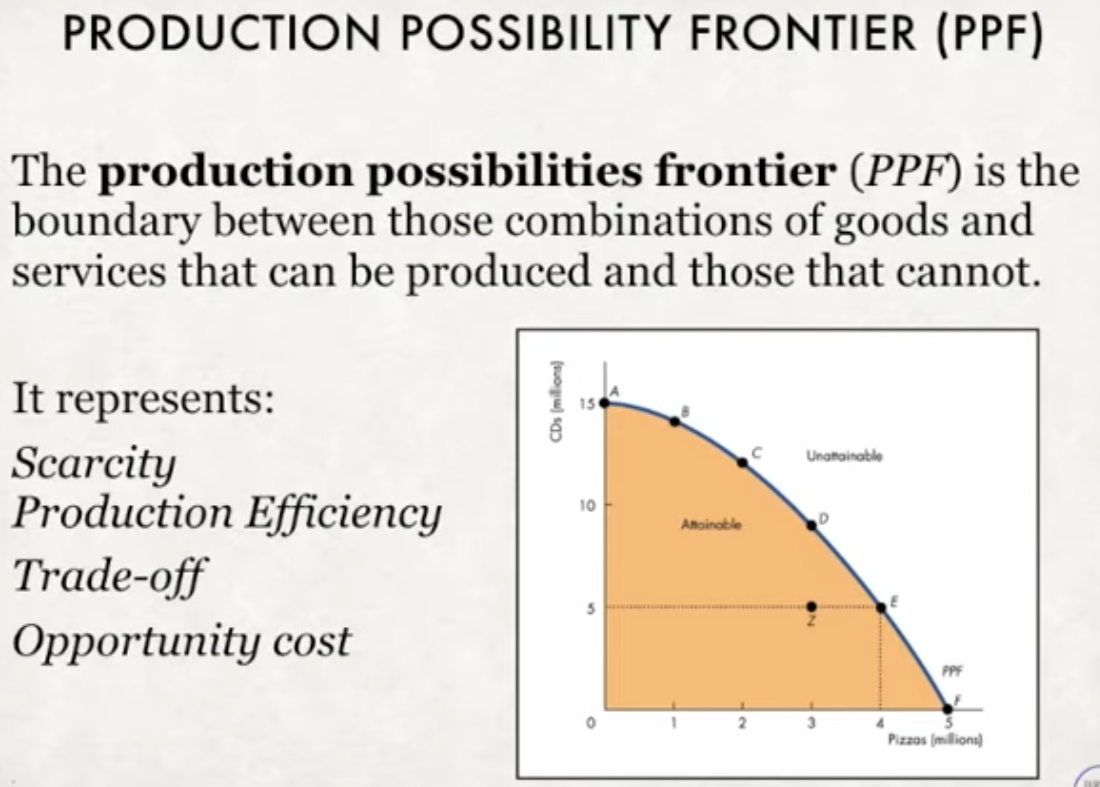 PRODUCTION POSSIBILITY FRONTIER (PPF)
The production possibilities frontier (PPF) is the
boundary between those combinations of goods and
services that can be produced and those that cannot.
It represents:
Scarcity
Production Efficiency
Trade-off
Opportunity cost
CDs (millions)
15
A
B
C
Unattainable
10
Attainable
D
5
E
Z
PPF
F
0
1
2
3
4
5
Pizzas (millions)